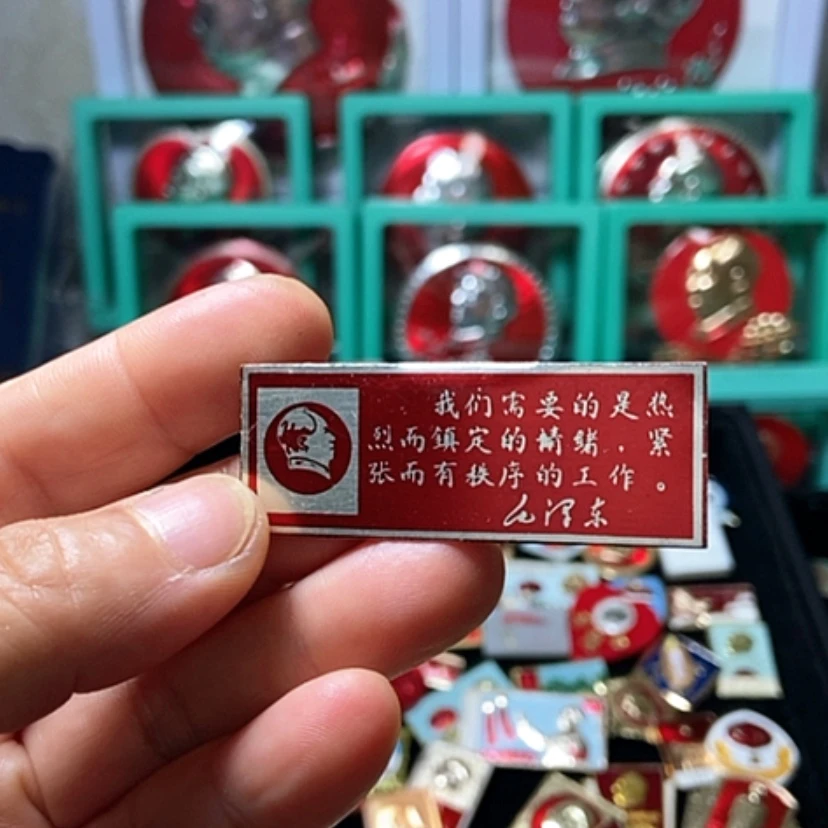 我们需要的是热
烈而镇定的情绪，紧
张而有秩序的工作。
毛泽东